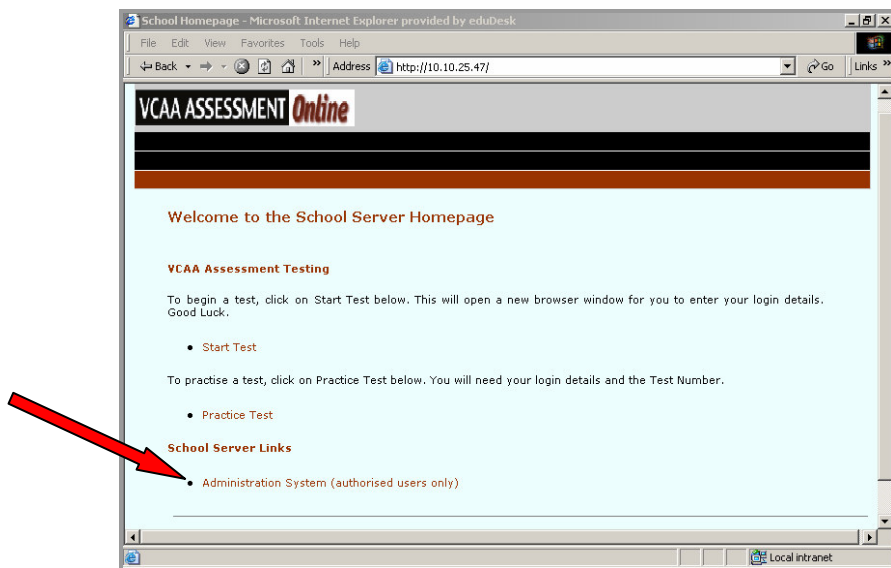 School Homepage - Microsoft Internet Explorer provided by eduDesk
File Edit View Favorites Tools Help
Back » Address http://10.10.25.47/ Go Links »
VCAA ASSESSMENT Online
Welcome to the School Server Homepage
VCAA Assessment Testing
To begin a test, click on Start Test below. This will open a new browser window for you to enter your login details.
Good Luck.
• Start Test
To practise a test, click on Practice Test below. You will need your login details and the Test Number.
• Practice Test
School Server Links
• Administration System (authorised users only)
Local intranet